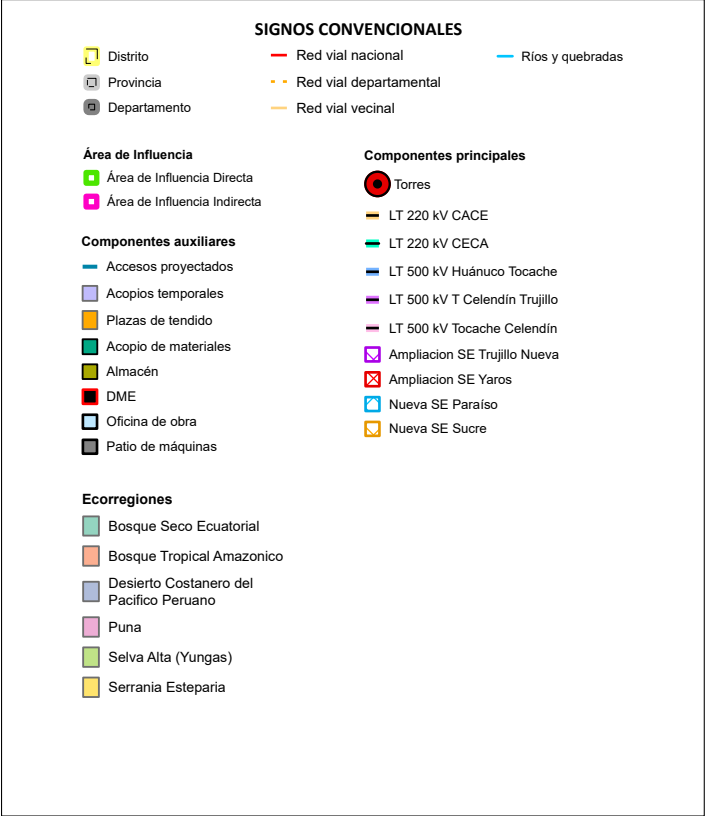 SIGNOS CONVENCIONALES
Distrito
Provincia
Departamento
Red vial nacional
Red vial departamental
Red vial vecinal
Ríos y quebradas
Área de Influencia
Área de Influencia Directa
Área de Influencia Indirecta
Componentes auxiliares
Accesos proyectados
Acopios temporales
Plazas de tendido
Acopio de materiales
Almacén
DME
Oficina de obra
Patio de máquinas
Componentes principales
Torres
LT 220 kV CACE
LT 220 kV CECA
LT 500 kV Huánuco Tocache
LT 500 kV T Celendín Trujillo
LT 500 kV Tocache Celendín
Ampliacion SE Trujillo Nueva
Ampliacion SE Yaros
Nueva SE Paraíso
Nueva SE Sucre
Ecorregiones
Bosque Seco Ecuatorial
Bosque Tropical Amazonico
Desierto Costanero del
Pacifico Peruano
Puna
Selva Alta (Yungas)
Serrania Esteparia